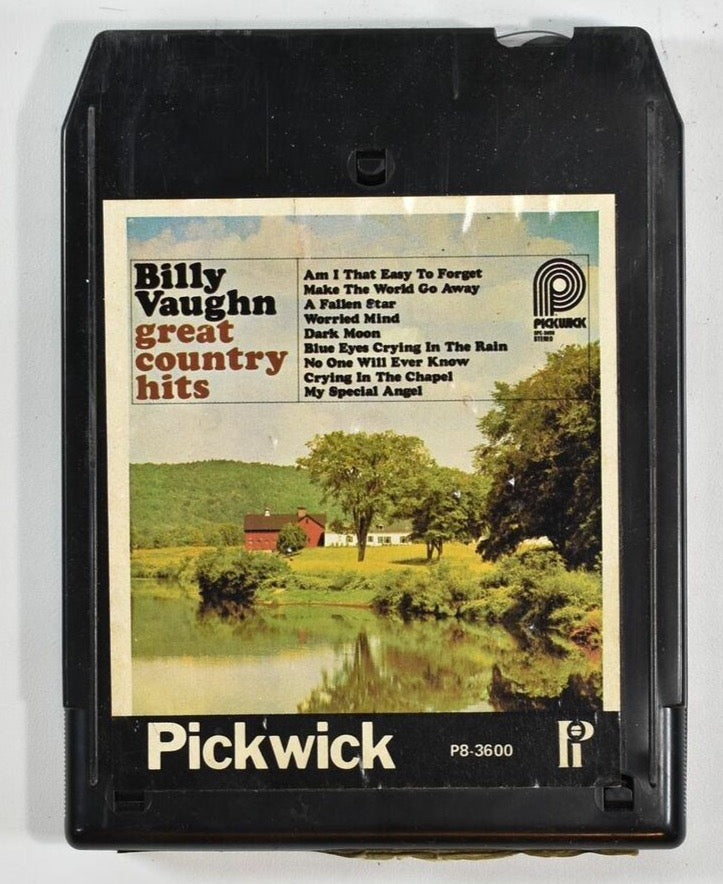 Billy
Vaughn
great
country
hits
Am I That Easy To Forget
Make The World Go Away
A Fallen Star
Worried Mind
Dark Moon
Blue Eyes Crying In The Rain
No One Will Ever Know
Crying In The Chapel
My Special Angel
PICKWICK
STEREO
Pickwick
P8-3600